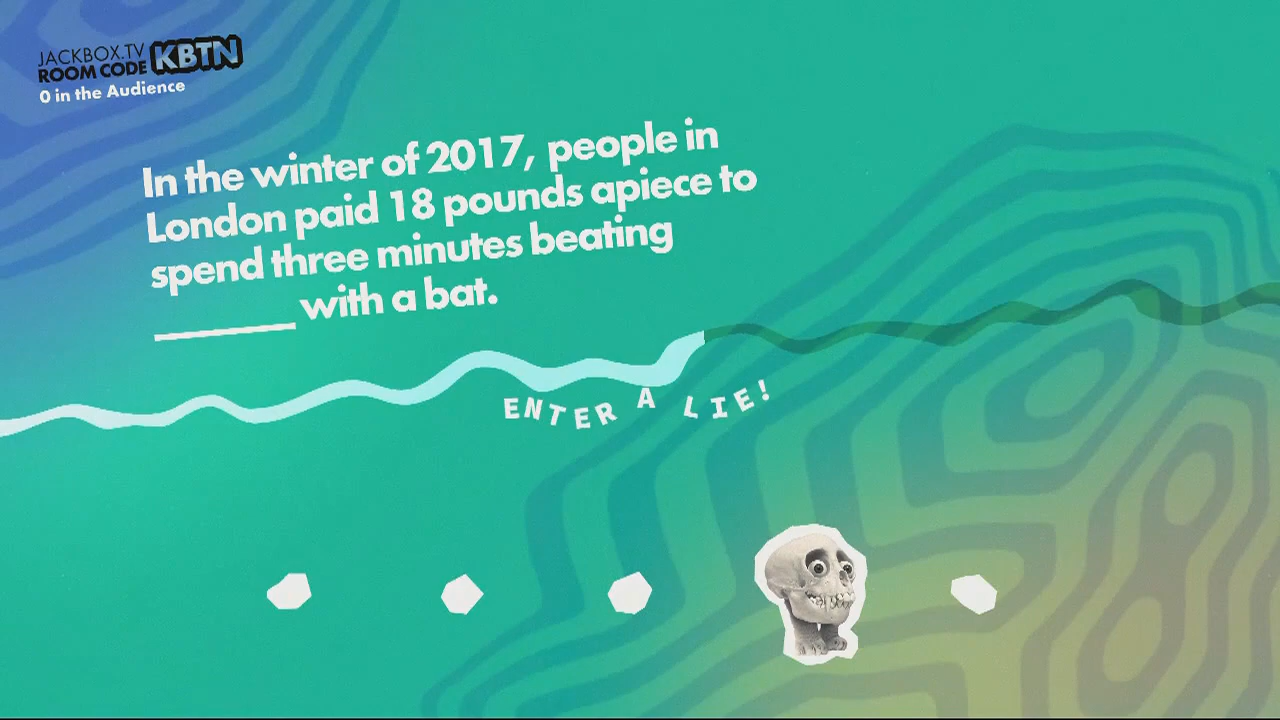 JACKBOX.TV
ROOM CODE KBTN
0 in the Audience
In the winter of 2017, people in
London paid 18 pounds apiece to
spend three minutes beating
______ with a bat.
ENTER A LIE!